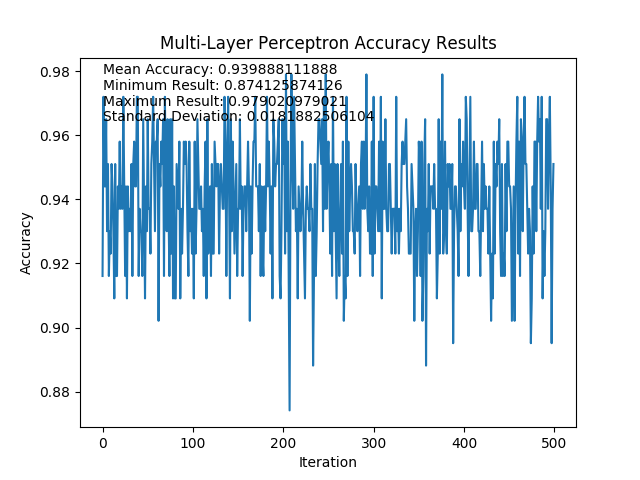 Multi-Layer Perceptron Accuracy Results
Mean Accuracy: 0.939888111888
Minimum Result: 0.874125874126
Maximum Result: 0.979020979021
Standard Deviation: 0.0181882506104
0.98
0.96
0.94
0.92
0.90
0.88
Accuracy
0
100
200
300
400
500
Iteration